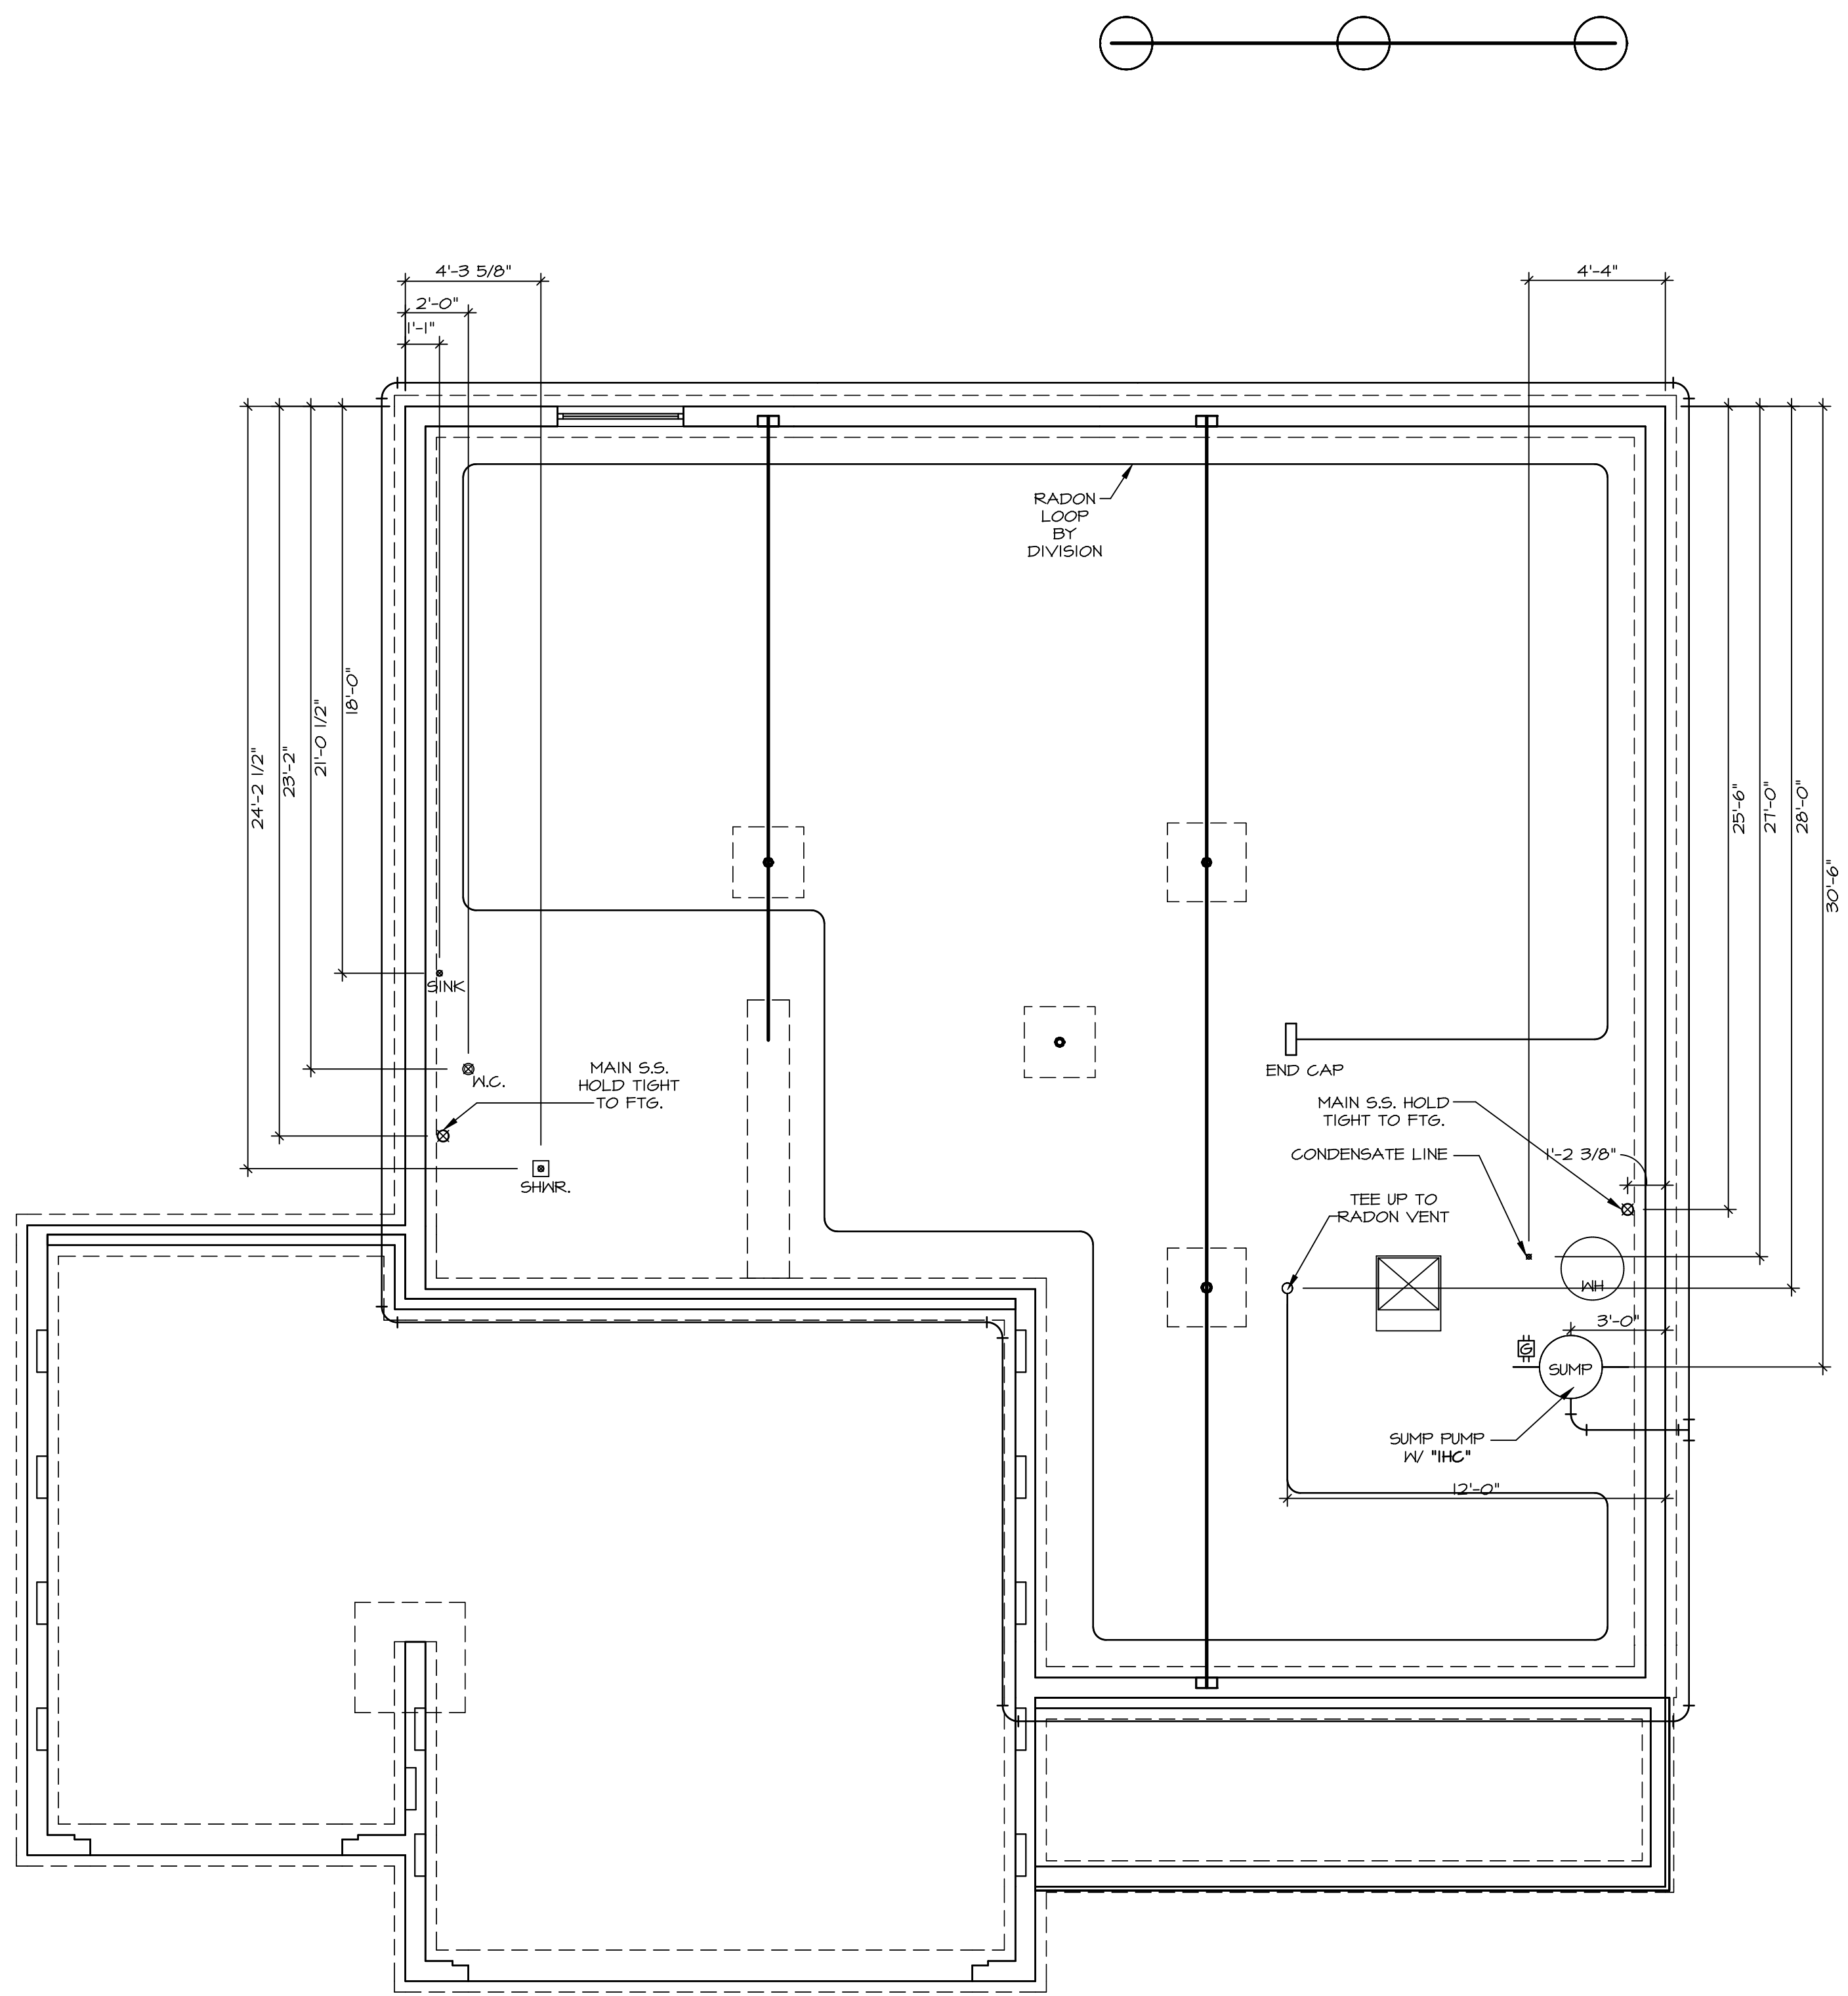 4'-3 5/8"
4'-4"
2'-0"
1'-1"
RADON
LOOP
BY
DIVISION
18'-0"
21'-0 1/2"
23'-2"
24'-2 1/2"
25'-6"
27'-0"
28'-0"
30'-6"
SINK
W.C.
MAIN S.S.
HOLD TIGHT
TO FTG.
SHWR.
END CAP
MAIN S.S. HOLD
TIGHT TO FTG.
CONDENSATE LINE
1'-2 3/8"
TEE UP TO
RADON VENT
WH
3'-0"
G
SUMP
SUMP PUMP
W/ "IHC"
12'-0"